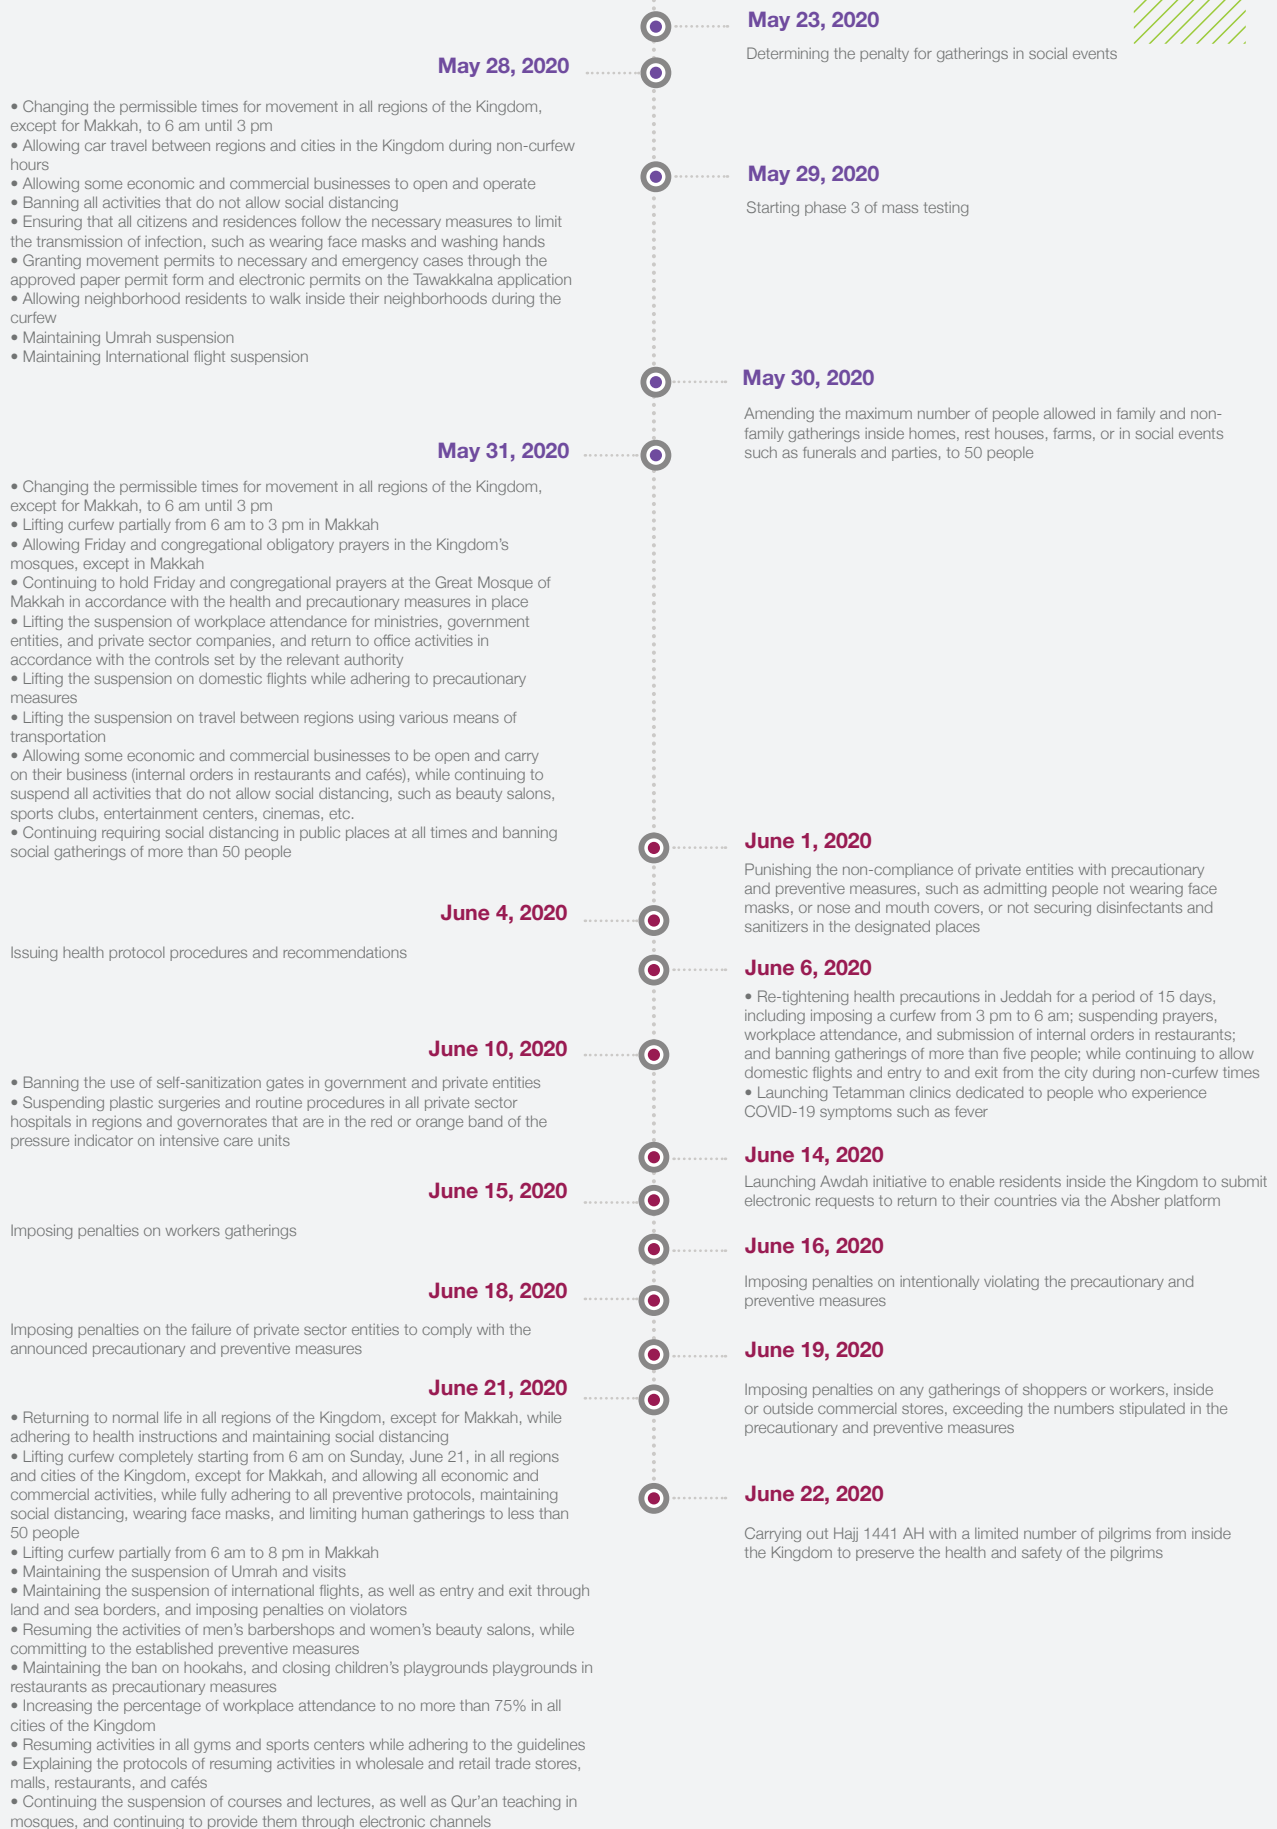 May 23, 2020
Determining the penalty for gatherings in social events
May 28, 2020
• Changing the permissible times for movement in all regions of the Kingdom,
except for Makkah, to 6 am until 3 pm
• Allowing car travel between regions and cities in the Kingdom during non-curfew
hours
• Allowing some economic and commercial businesses to open and operate
• Banning all activities that do not allow social distancing
• Ensuring that all citizens and residences follow the necessary measures to limit
the transmission of infection, such as wearing face masks and washing hands
• Granting movement permits to necessary and emergency cases through the
approved paper permit form and electronic permits on the Tawakkalna application
• Allowing neighborhood residents to walk inside their neighborhoods during the
curfew
• Maintaining Umrah suspension
• Maintaining International flight suspension
May 29, 2020
Starting phase 3 of mass testing
May 30, 2020
Amending the maximum number of people allowed in family and non-
family gatherings inside homes, rest houses, farms, or in social events
such as funerals and parties, to 50 people
May 31, 2020
• Changing the permissible times for movement in all regions of the Kingdom,
except for Makkah, to 6 am until 3 pm
• Lifting curfew partially from 6 am to 3 pm in Makkah
• Allowing Friday and congregational obligatory prayers in the Kingdom's
mosques, except in Makkah
• Continuing to hold Friday and congregational prayers at the Great Mosque of
Makkah in accordance with the health and precautionary measures in place
• Lifting the suspension of workplace attendance for ministries, government
entities, and private sector companies, and return to office activities in
accordance with the controls set by the relevant authority
• Lifting the suspension on domestic flights while adhering to precautionary
measures
• Lifting the suspension on travel between regions using various means of
transportation
• Allowing some economic and commercial businesses to be open and carry
on their business (internal orders in restaurants and cafés), while continuing to
suspend all activities that do not allow social distancing, such as beauty salons,
sports clubs, entertainment centers, cinemas, etc.
• Continuing requiring social distancing in public places at all times and banning
social gatherings of more than 50 people
June 1, 2020
Punishing the non-compliance of private entities with precautionary
and preventive measures, such as admitting people not wearing face
masks, or nose and mouth covers, or not securing disinfectants and
sanitizers in the designated places
June 4, 2020
Issuing health protocol procedures and recommendations
June 6, 2020
• Re-tightening health precautions in Jeddah for a period of 15 days,
including imposing a curfew from 3 pm to 6 am; suspending prayers,
workplace attendance, and submission of internal orders in restaurants;
and banning gatherings of more than five people; while continuing to allow
domestic flights and entry to and exit from the city during non-curfew times
• Launching Tetamman clinics dedicated to people who experience
COVID-19 symptoms such as fever
June 10, 2020
• Banning the use of self-sanitization gates in government and private entities
• Suspending plastic surgeries and routine procedures in all private sector
hospitals in regions and governorates that are in the red or orange band of the
pressure indicator on intensive care units
June 14, 2020
Launching Awdah initiative to enable residents inside the Kingdom to submit
electronic requests to return to their countries via the Absher platform
June 15, 2020
Imposing penalties on workers gatherings
June 16, 2020
Imposing penalties on intentionally violating the precautionary and
preventive measures
June 18, 2020
Imposing penalties on the failure of private sector entities to comply with the
announced precautionary and preventive measures
June 19, 2020
Imposing penalties on any gatherings of shoppers or workers, inside
or outside commercial stores, exceeding the numbers stipulated in the
precautionary and preventive measures
June 21, 2020
• Returning to normal life in all regions of the Kingdom, except for Makkah, while
adhering to health instructions and maintaining social distancing
• Lifting curfew completely starting from 6 am on Sunday, June 21, in all regions
and cities of the Kingdom, except for Makkah, and allowing all economic and
commercial activities, while fully adhering to all preventive protocols, maintaining
social distancing, wearing face masks, and limiting human gatherings to less than
50 people
• Lifting curfew partially from 6 am to 8 pm in Makkah
• Maintaining the suspension of Umrah and visits
• Maintaining the suspension of international flights, as well as entry and exit through
land and sea borders, and imposing penalties on violators
• Resuming the activities of men's barbershops and women's beauty salons, while
committing to the established preventive measures
• Maintaining the ban on hookahs, and closing children's playgrounds playgrounds in
restaurants as precautionary measures
• Increasing the percentage of workplace attendance to no more than 75% in all
cities of the Kingdom
• Resuming activities in all gyms and sports centers while adhering to the guidelines
• Explaining the protocols of resuming activities in wholesale and retail trade stores,
malls, restaurants, and cafés
• Continuing the suspension of courses and lectures, as well as Qur'an teaching in
mosques, and continuing to provide them through electronic channels
June 22, 2020
Carrying out Hajj 1441 AH with a limited number of pilgrims from inside
the Kingdom to preserve the health and safety of the pilgrims